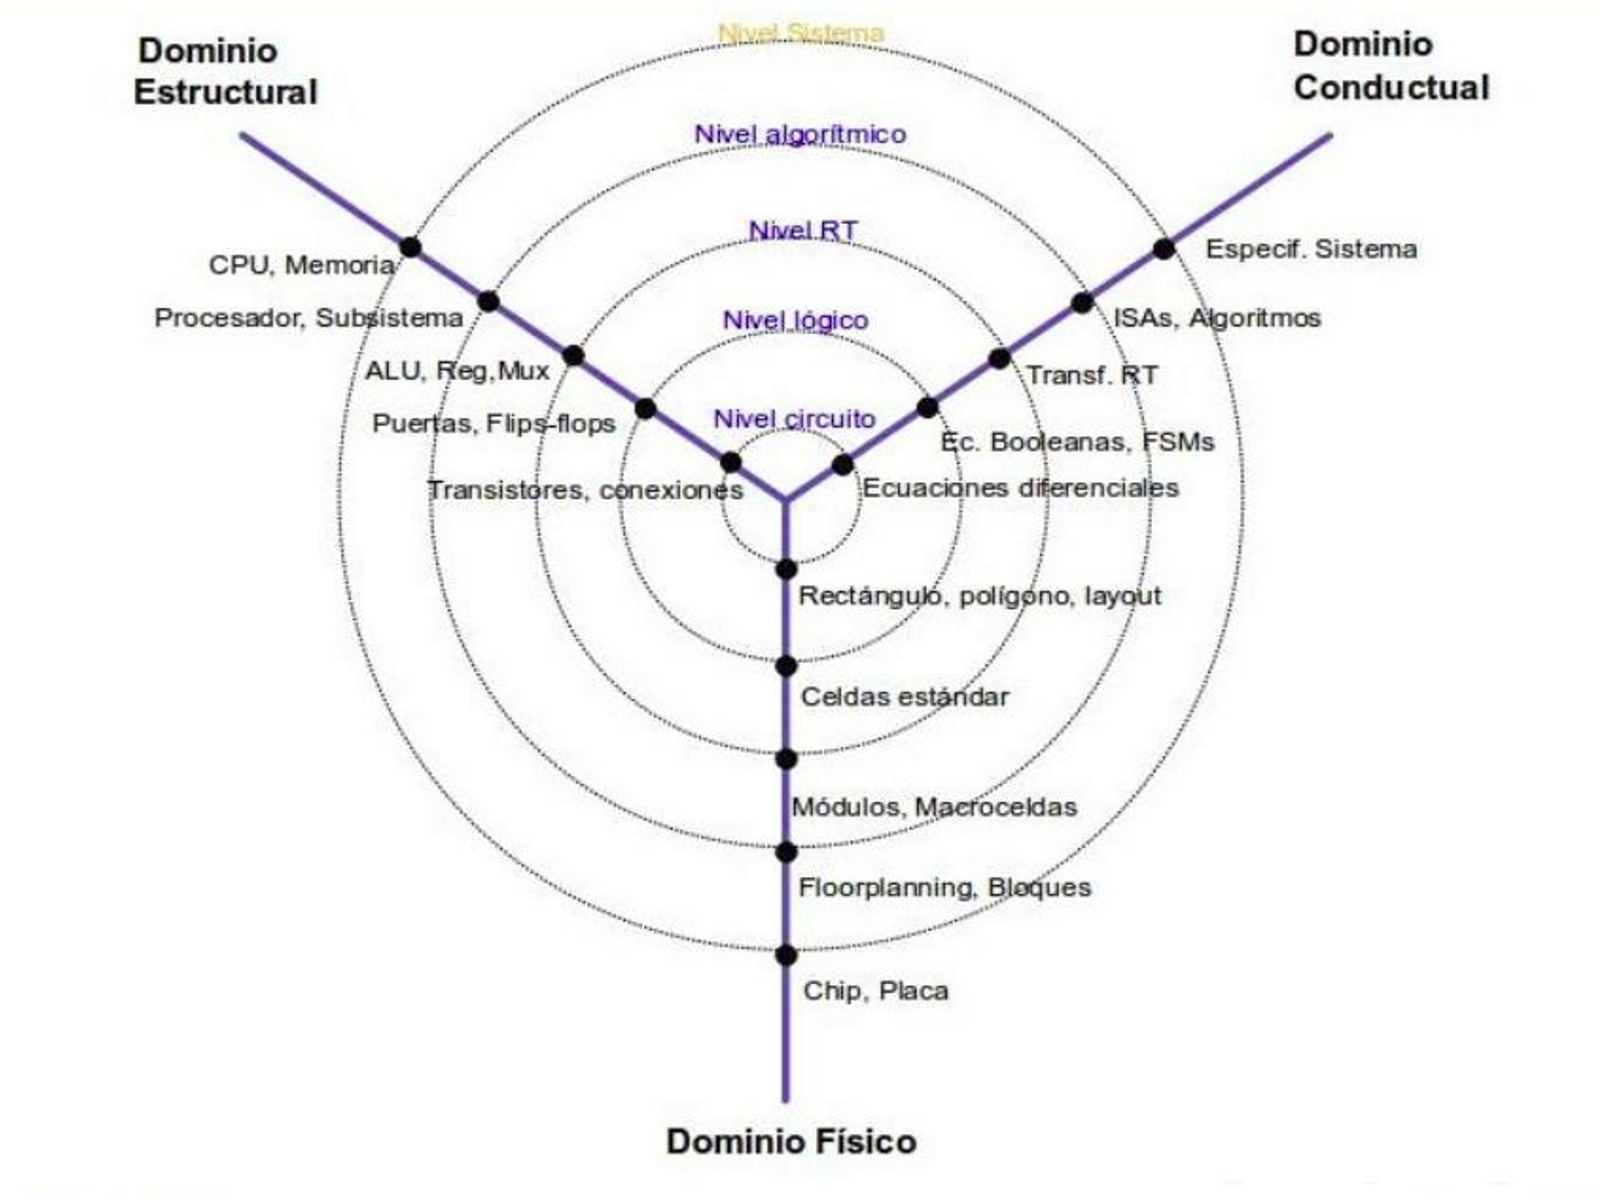 Nivel Sistema
Dominio
Estructural
Dominio
Conductual
Nivel algorítmico
Nivel RT
CPU, Memoria
Especif. Sistema
Procesador, Subsistema
Nivel lógico
ISAs, Algoritmos
ALU, Reg,Mux
Transf. RT
Puertas, Flips-flops
Nivel circuito
Ec. Booleanas, FSMs
Transistores, conexiones
Ecuaciones diferenciales
Rectángulo, polígono, layout
Celdas estándar
Módulos, Macroceldas
Floorplanning, Bloques
Chip, Placa
Dominio Físico